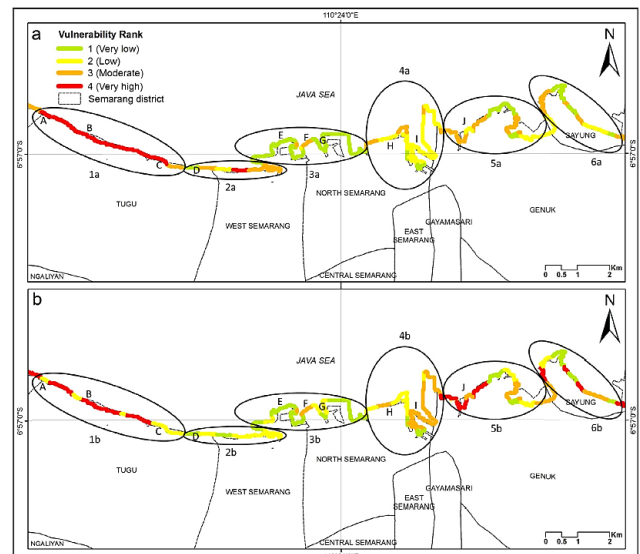 110°24'0"E
a
Vulnerability Rank
1 (Very low)
2 (Low)
3 (Moderate)
4 (Very high)
Semarang district
N
JAVA SEA
4a
A
B
C
D
E
F
G
H
I
J
1a
2a
3a
5a
6a
SAYUNG
6°57'0"S
6°57'0"S
TUGU
WEST SEMARANG
NORTH SEMARANG
EAST SEMARANG
GAYAMASARI
GENUK
CENTRAL SEMARANG
NGALIYAN
0 0.5 1 2 Km
b
N
JAVA SEA
4b
A
B
C
D
E
F
G
H
I
J
1b
2b
3b
5b
6b
SAYUNG
6°57'0"S
6°57'0"S
TUGU
WEST SEMARANG
NORTH SEMARANG
EAST SEMARANG
GAYAMASARI
GENUK
CENTRAL SEMARANG
NGALIYAN
0 0.5 1 2 Km